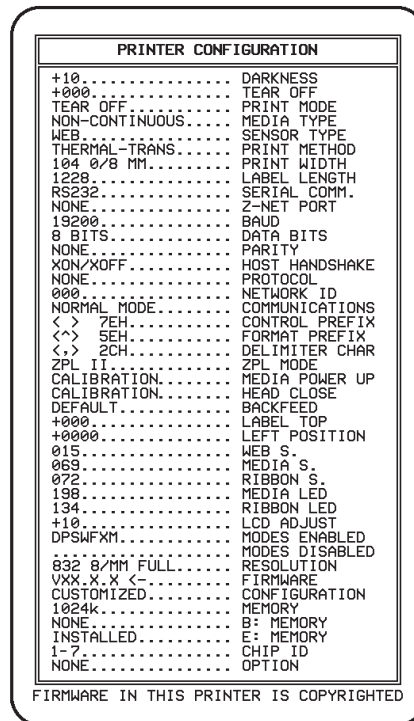 PRINTER CONFIGURATION
+10................ DARKNESS
+000............... TEAR OFF
TEAR OFF........... PRINT MODE
NON-CONTINUOUS..... MEDIA TYPE
WEB................ SENSOR TYPE
THERMAL-TRANS...... PRINT METHOD
104 0/8 MM......... PRINT WIDTH
1228............... LABEL LENGTH
RS232.............. SERIAL COMM.
NONE............... Z-NET PORT
19200.............. BAUD
8 BITS............. DATA BITS
NONE............... PARITY
XON/XOFF........... HOST HANDSHAKE
NONE............... PROTOCOL
000................ NETWORK ID
NORMAL MODE........ COMMUNICATIONS
< >  7EH........... CONTROL PREFIX
<^>  5EH........... FORMAT PREFIX
<,>  2CH........... DELIMITER CHAR
ZPL II............. ZPL MODE
CALIBRATION........ MEDIA POWER UP
CALIBRATION........ HEAD CLOSE
DEFAULT............ BACKFEED
+000............... LABEL TOP
+0000.............. LEFT POSITION
015................ WEB S.
069................ MEDIA S.
072................ RIBBON S.
198................ MEDIA LED
134................ RIBBON LED
+10................ LCD ADJUST
DPSWFXM............ MODES ENABLED
................... MODES DISABLED
832 8/MM FULL...... RESOLUTION
VXX.X.X <-......... FIRMWARE
CUSTOMIZED......... CONFIGURATION
1024k.............. MEMORY
NONE............... B: MEMORY
INSTALLED.......... E: MEMORY
1-7................ CHIP ID
NONE............... OPTION
FIRMWARE IN THIS PRINTER IS COPYRIGHTED